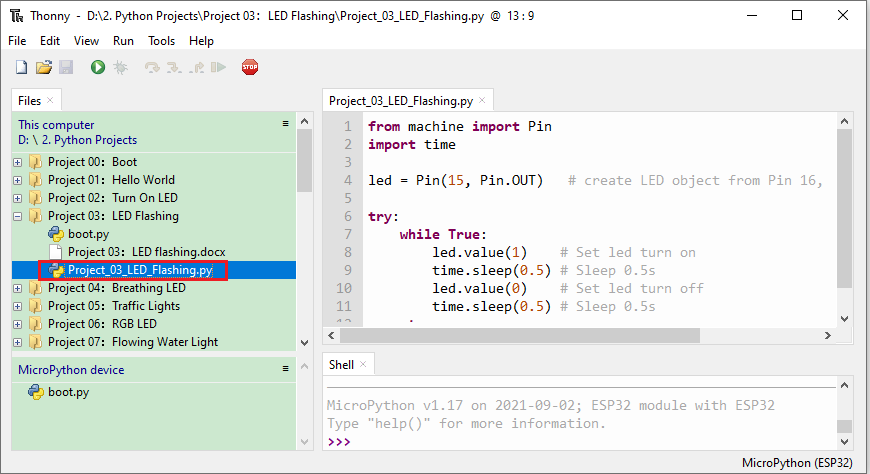 Thonny - D:\2. Python Projects\Project 03: LED Flashing\Project_03_LED_Flashing.py @ 13 : 9
File Edit View Run Tools Help
STOP
Files ×
This computer
D: \ 2. Python Projects
Project 00: Boot
Project 01: Hello World
Project 02: Turn On LED
Project 03: LED Flashing
boot.py
Project 03: LED flashing.docx
Project_03_LED_Flashing.py
Project 04: Breathing LED
Project 05: Traffic Lights
Project 06: RGB LED
Project 07: Flowing Water Light
MicroPython device
boot.py
Project_03_LED_Flashing.py ×
1 from machine import Pin
2 import time
3
4 led = Pin(15, Pin.OUT)   # create LED object from Pin 16,
5
6 try:
7     while True:
8         led.value(1)    # Set led turn on
9         time.sleep(0.5) # Sleep 0.5s
10         led.value(0)    # Set led turn off
11         time.sleep(0.5) # Sleep 0.5s
Shell ×
MicroPython v1.17 on 2021-09-02; ESP32 module with ESP32
Type "help()" for more information.
>>>
MicroPython (ESP32)